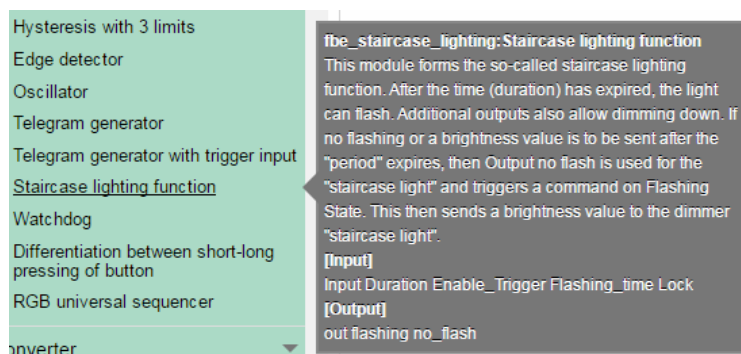 Hysteresis with 3 limits
Edge detector
Oscillator
Telegram generator
Telegram generator with trigger input
Staircase lighting function
Watchdog
Differentiation between short-long
pressing of button
RGB universal sequencer
onverter
fbe_staircase_lighting:Staircase lighting function
This module forms the so-called staircase lighting
function. After the time (duration) has expired, the light
can flash. Additional outputs also allow dimming down. If
no flashing or a brightness value is to be sent after the
"period" expires, then Output no flash is used for the
"staircase light" and triggers a command on Flashing
State. This then sends a brightness value to the dimmer
"staircase light".
[Input]
Input Duration Enable_Trigger Flashing_time Lock
[Output]
out flashing no_flash